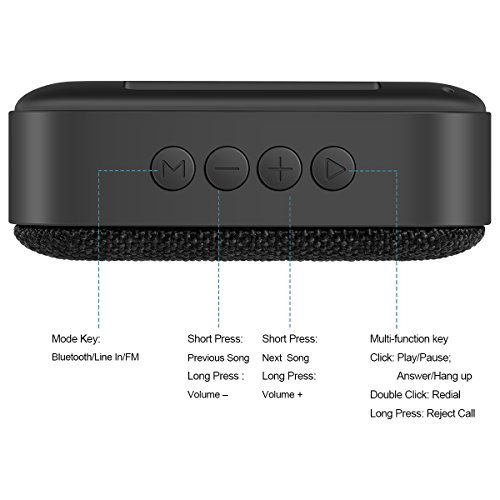 M − + ▷
Mode Key:
Bluetooth/Line In/FM
Short Press:
Previous Song
Long Press :
Volume –
Short Press:
Next Song
Long Press:
Volume +
Multi-function key
Click: Play/Pause;
Answer/Hang up
Double Click: Redial
Long Press: Reject Call